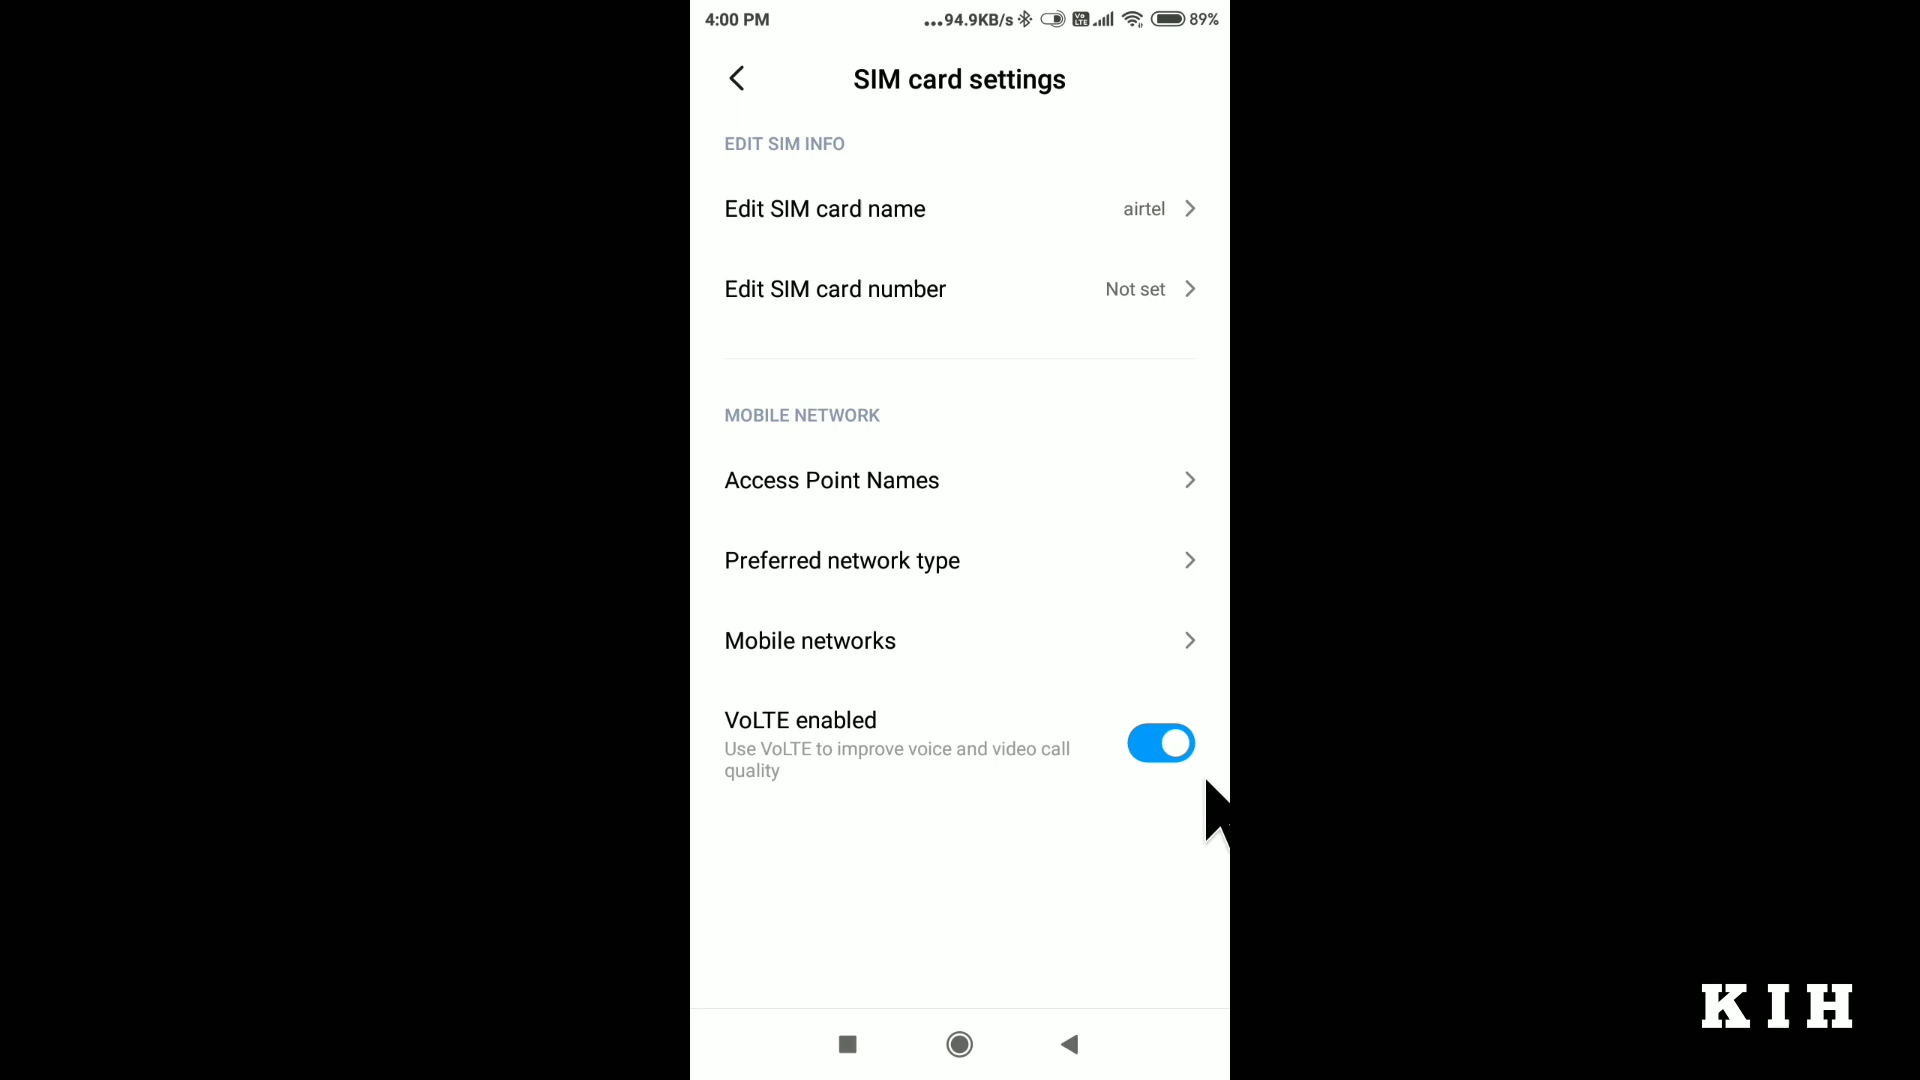 4:00 PM
...94.9KB/s Vo LTE 89%
SIM card settings
EDIT SIM INFO
Edit SIM card name airtel
Edit SIM card number Not set
MOBILE NETWORK
Access Point Names
Preferred network type
Mobile networks
VoLTE enabled
Use VoLTE to improve voice and video call
quality
KIH